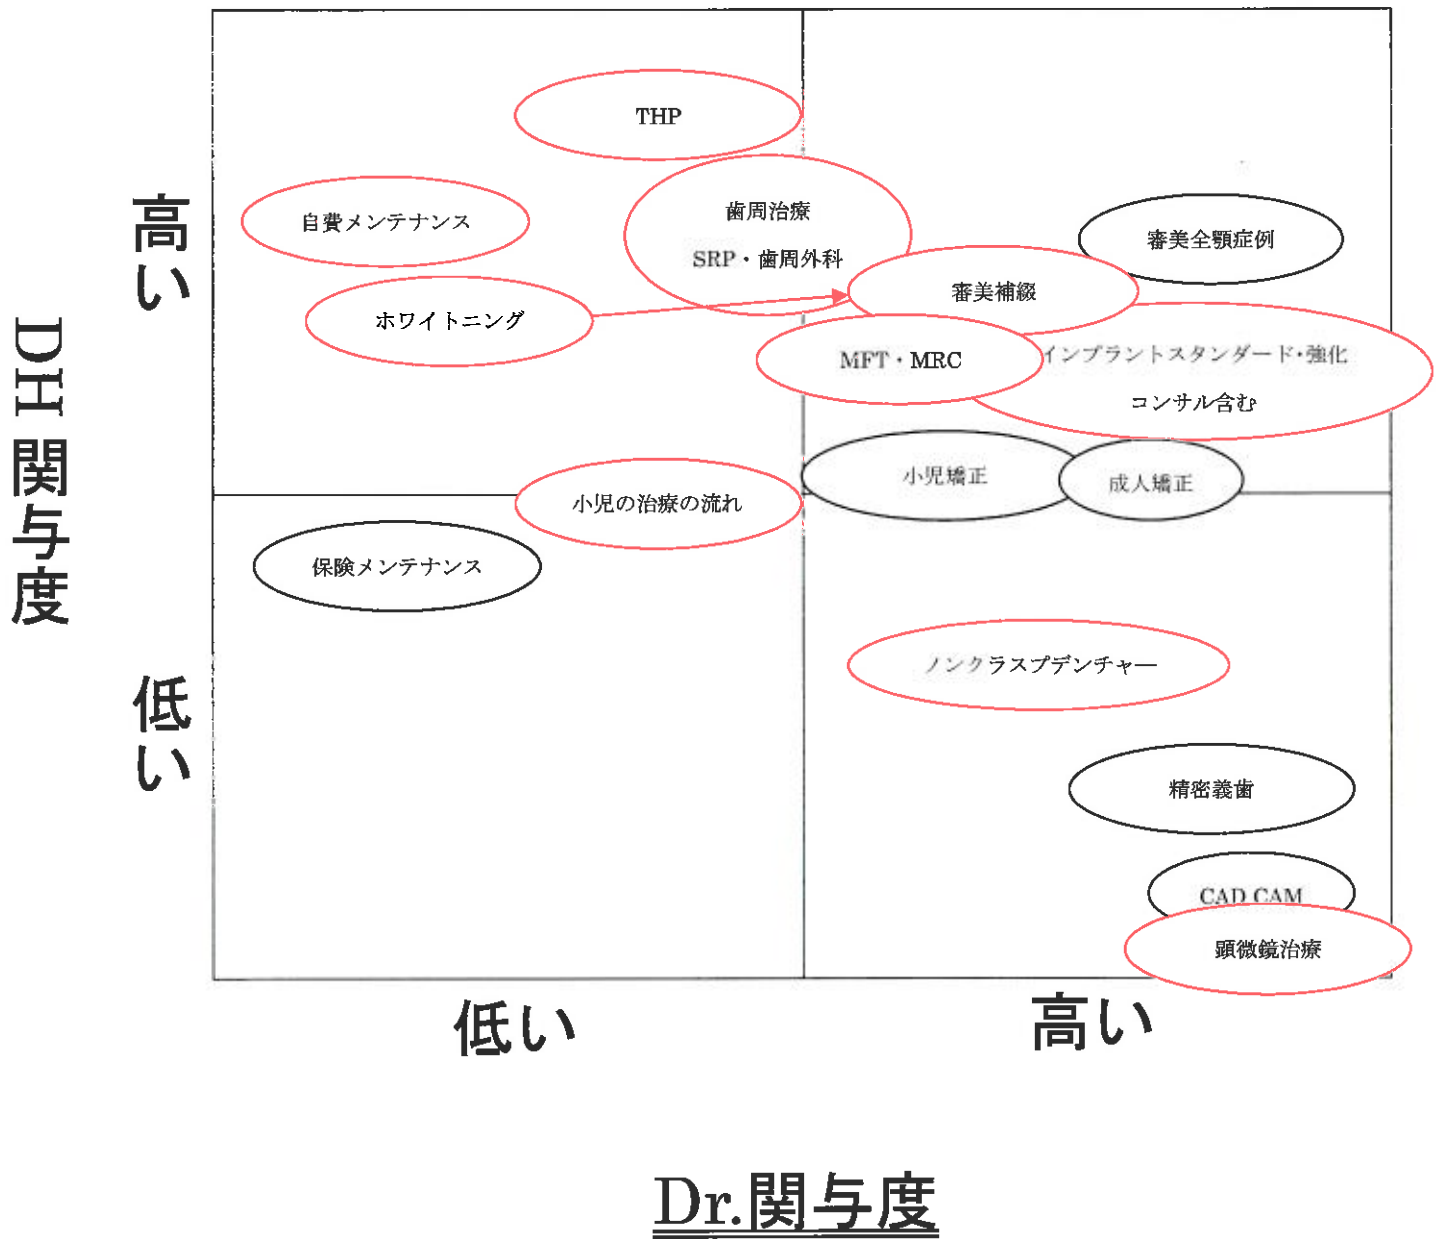 THP
高い
自費メンテナンス
歯周治療
SRP・歯周外科
審美全顎症例
ホワイトニング
審美補綴
MFT・MRC
インプラントスタンダード・強化
コンサル含む
DH 関与度
小児矯正
成人矯正
小児の治療の流れ
保険メンテナンス
低い
ノンクラスプデンチャー
精密義歯
CAD CAM
顕微鏡治療
低い
高い
Dr.関与度